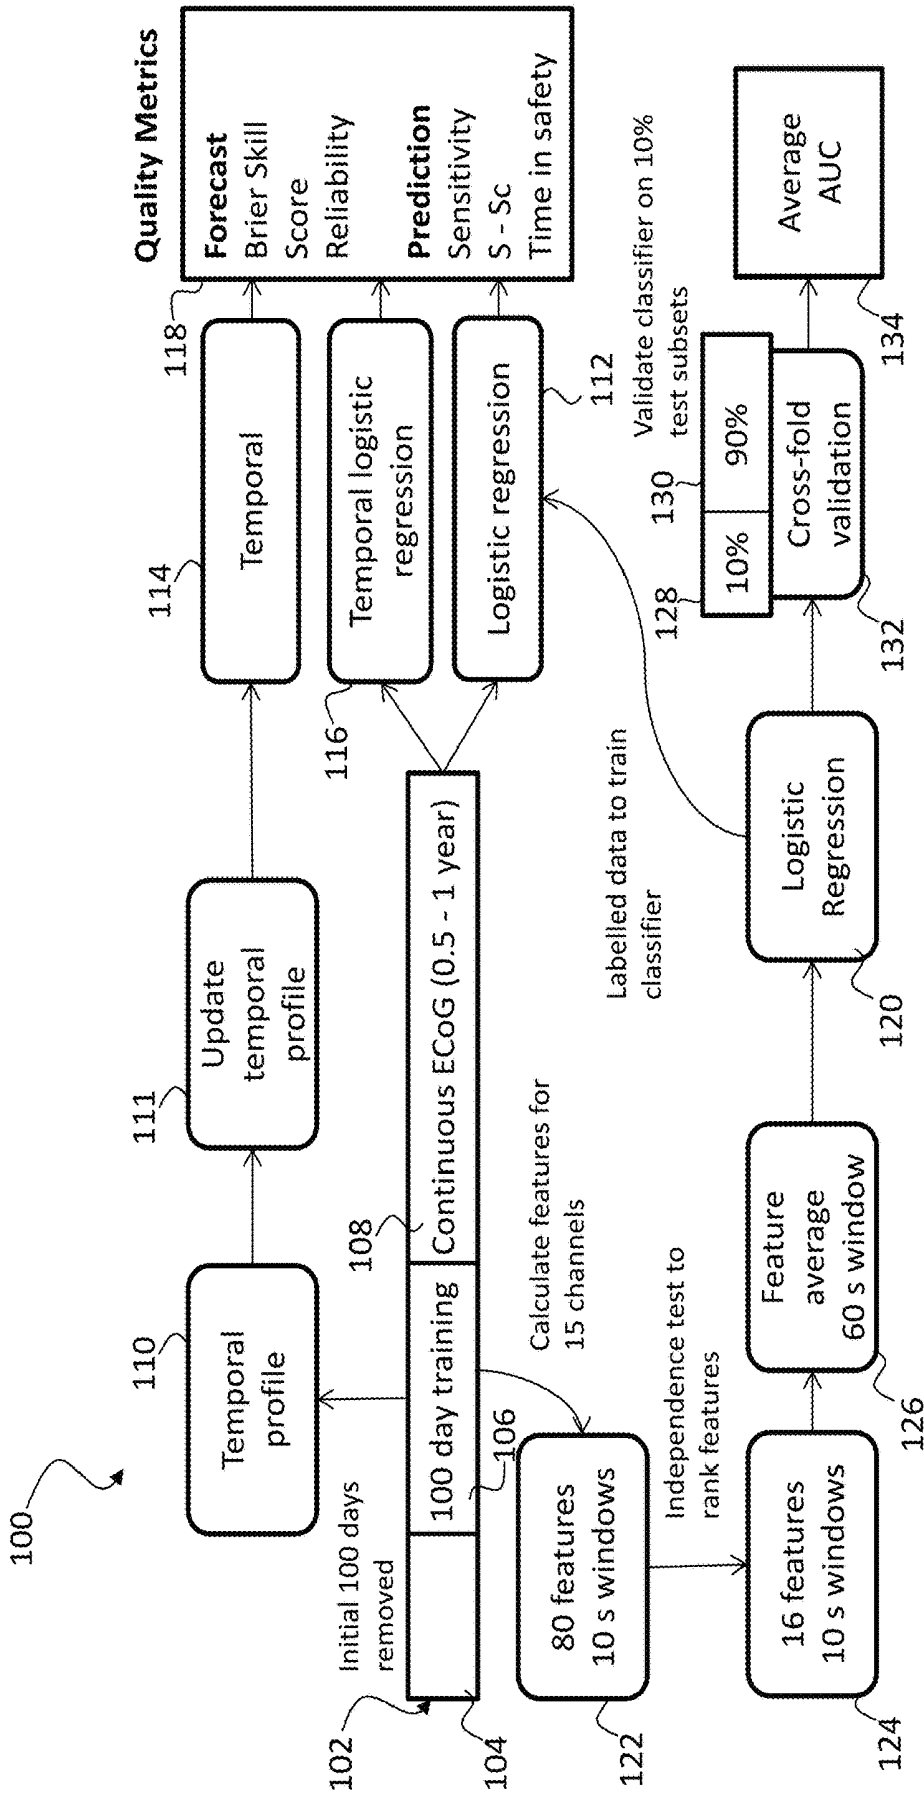 100
Quality Metrics
110
Temporal
profile
111
Update
temporal
profile
114
Temporal
118
Forecast
Brier Skill
Score
Reliability
Prediction
Sensitivity
S - Sc
Time in safety
116
Temporal logistic
regression
Logistic regression
112
Initial 100 days
removed
102
104
100 day training
106
108
Continuous ECoG (0.5 - 1 year)
Calculate features for
15 channels
80 features
10 s windows
122
Independence test to
rank features
Labelled data to train
classifier
Validate classifier on 10%
test subsets
16 features
10 s windows
124
Feature
average
60 s window
126
Logistic
Regression
120
128
130
10%
90%
Cross-fold
validation
132
Average
AUC
134